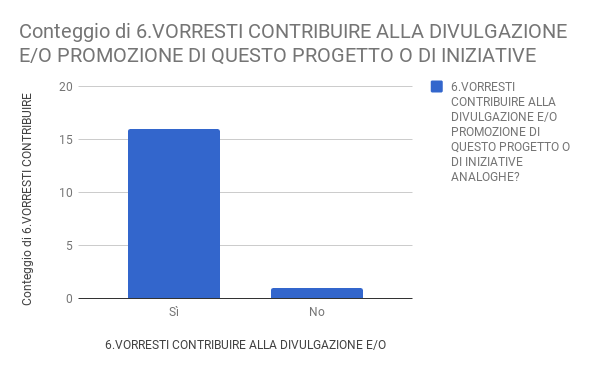 Conteggio di 6.VORRESTI CONTRIBUIRE ALLA DIVULGAZIONE
E/O PROMOZIONE DI QUESTO PROGETTO O DI INIZIATIVE
Conteggio di 6.VORRESTI CONTRIBUIRE
20
15
10
5
0
Sì
No
6.VORRESTI CONTRIBUIRE ALLA DIVULGAZIONE E/O
6.VORRESTI
CONTRIBUIRE ALLA
DIVULGAZIONE E/O
PROMOZIONE DI
QUESTO PROGETTO O
DI INIZIATIVE
ANALOGHE?